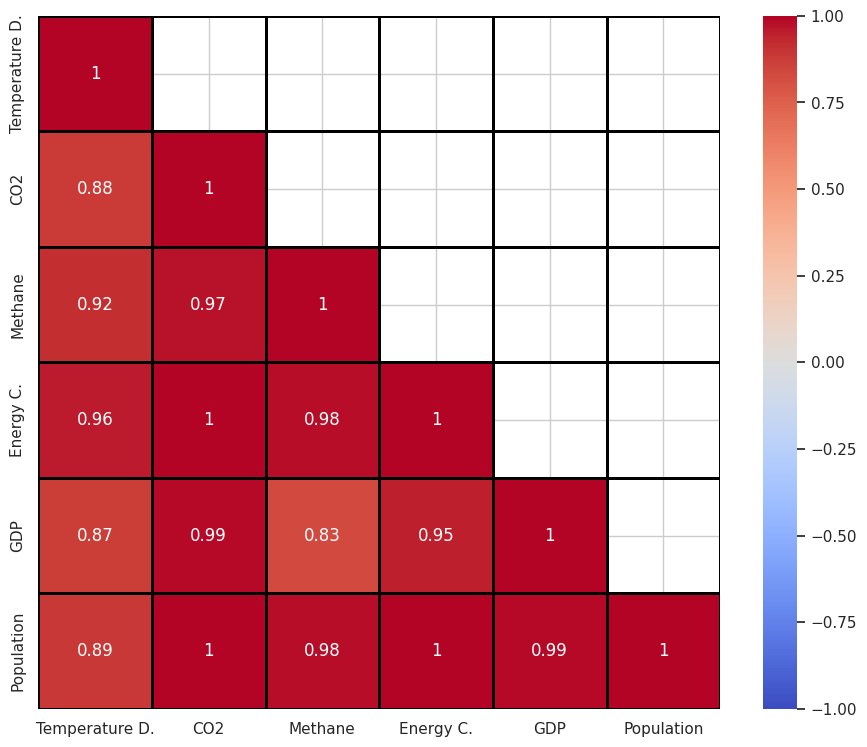 Temperature D. 1
CO2 0.88 1
Methane 0.92 0.97 1
Energy C. 0.96 1 0.98 1
GDP 0.87 0.99 0.83 0.95 1
Population 0.89 1 0.98 1 0.99 1
Temperature D. CO2 Methane Energy C. GDP Population
1.00
0.75
0.50
0.25
0.00
−0.25
−0.50
−0.75
−1.00